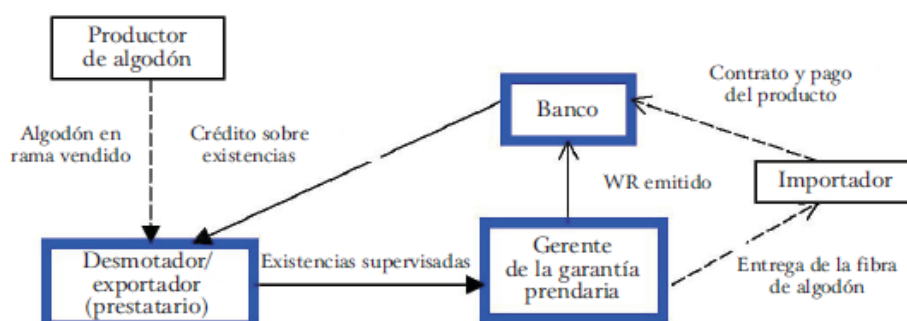 Productor
de algodón
Contrato y pago
del producto
Banco
Algodón en
rama vendido
Crédito sobre
existencias
WR emitido
Importador
Desmotador/
exportador
(prestatario)
Existencias supervisadas
Gerente
de la garantía
prendaria
Entrega de la fibra
de algodón